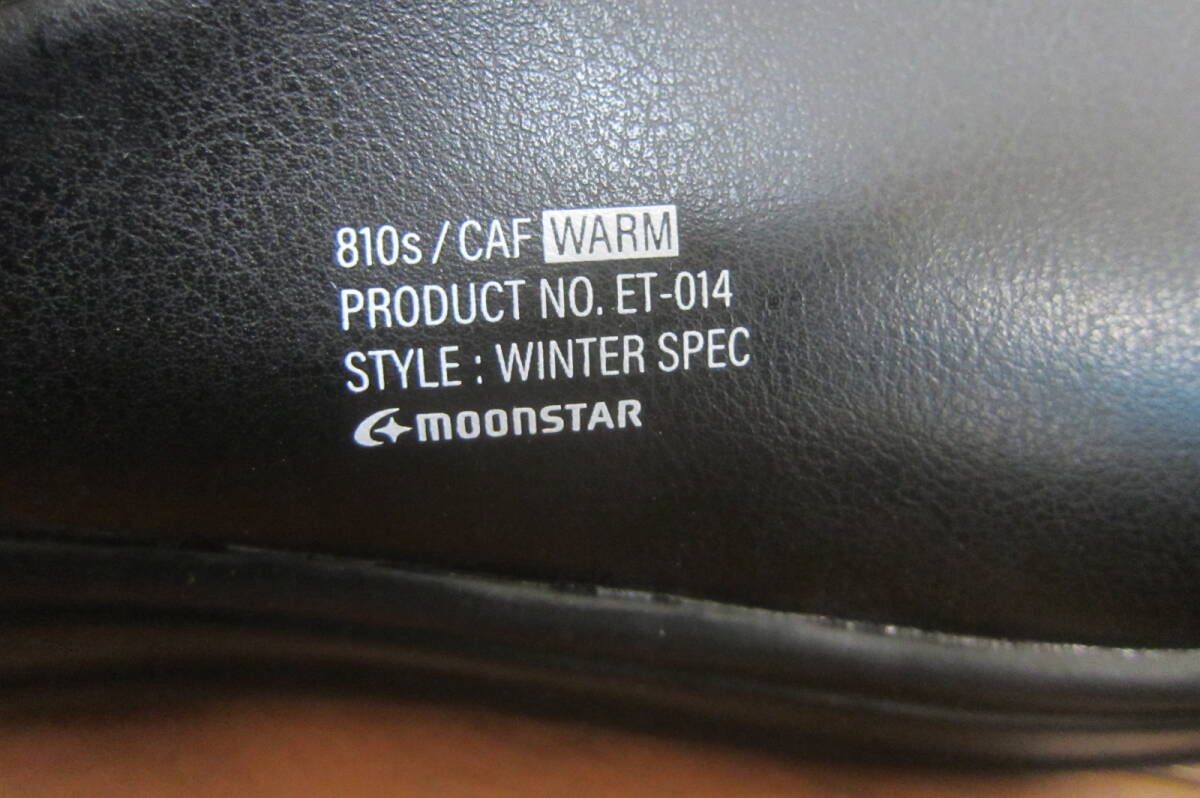 810s / CAF WARM
PRODUCT NO. ET-014
STYLE : WINTER SPEC
MOONSTAR